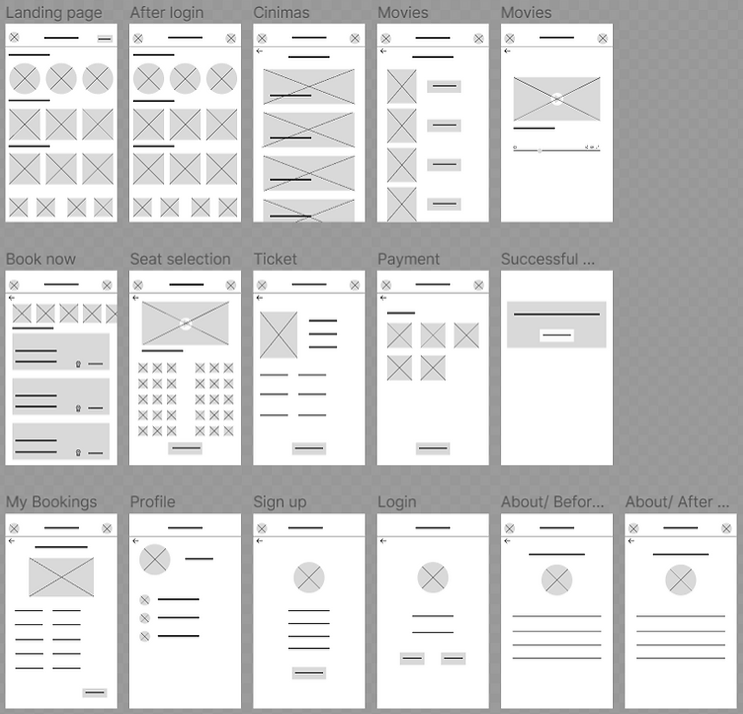 Landing page
After login
Cinimas
Movies
Movies
Book now
Seat selection
Ticket
Payment
Successful ...
My Bookings
Profile
Sign up
Login
About/ Befor...
About/ After ...